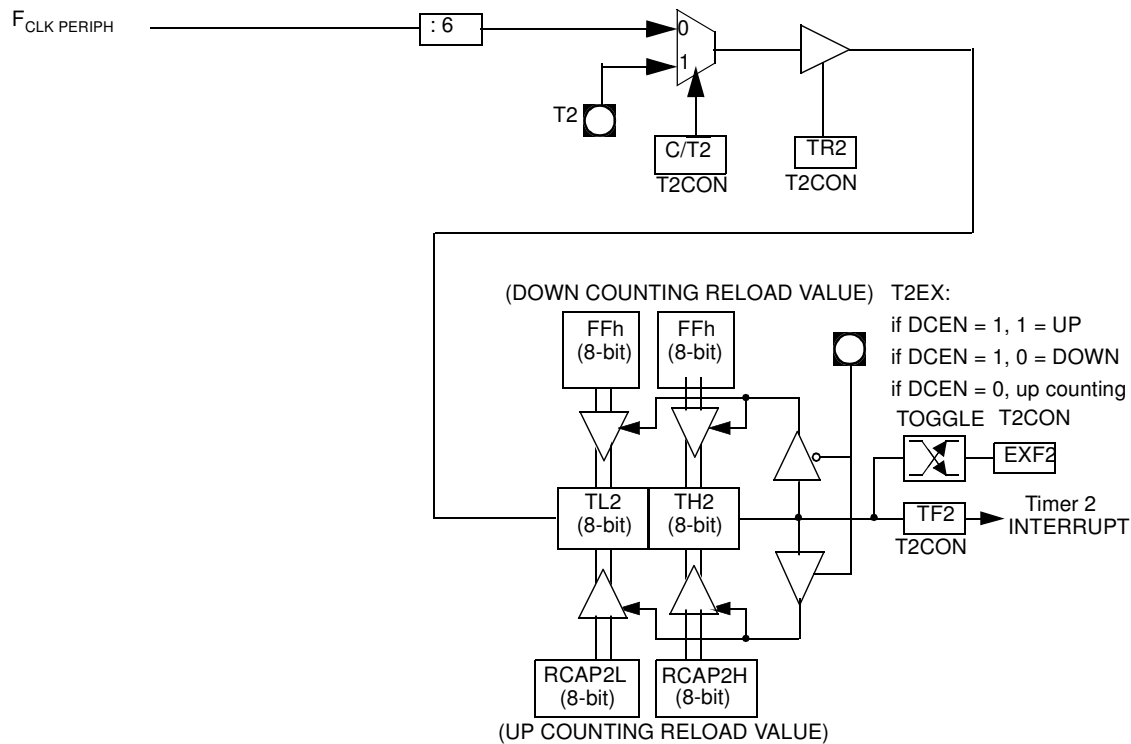 FCLK PERIPH
: 6
0
1
T2
C/T2
TR2
T2CON
T2CON
(DOWN COUNTING RELOAD VALUE)
T2EX:
if DCEN = 1, 1 = UP
if DCEN = 1, 0 = DOWN
if DCEN = 0, up counting
FFh
(8-bit)
FFh
(8-bit)
TOGGLE
T2CON
EXF2
TL2
(8-bit)
TH2
(8-bit)
TF2
T2CON
Timer 2
INTERRUPT
RCAP2L
(8-bit)
RCAP2H
(8-bit)
(UP COUNTING RELOAD VALUE)